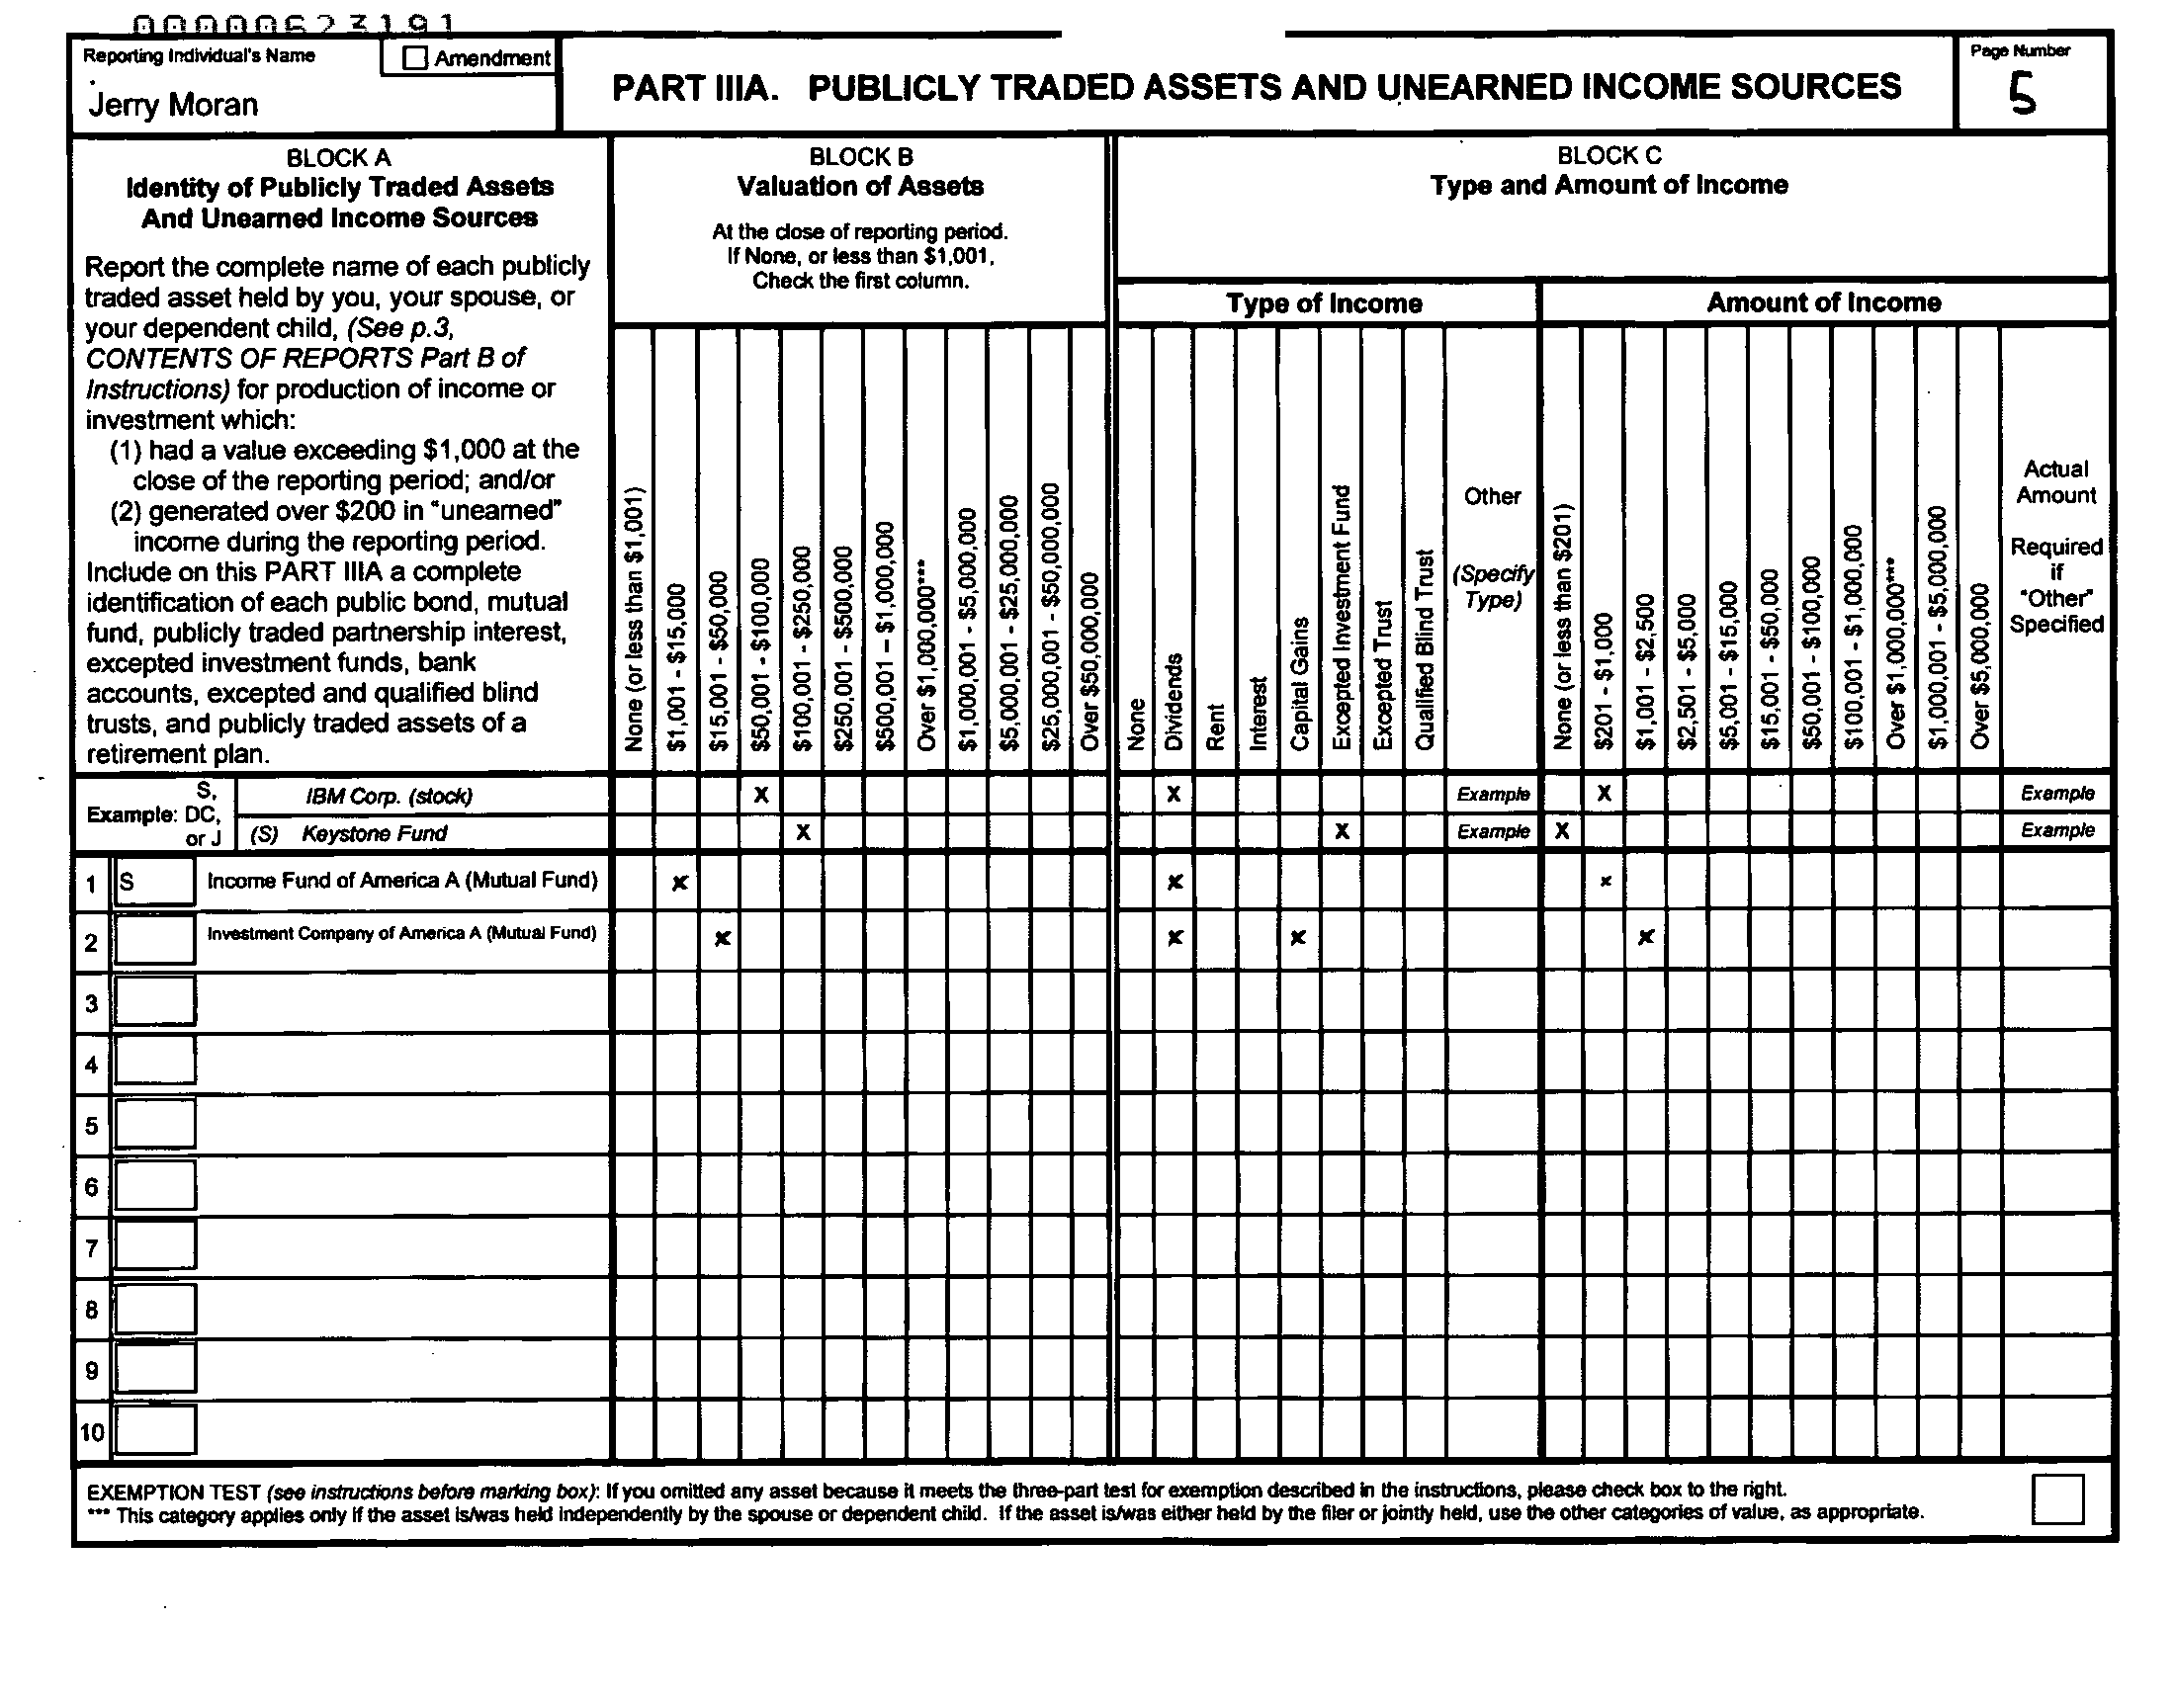 00000623191
Reporting Individual's Name
Amendment
Jerry Moran
PART IIIA. PUBLICLY TRADED ASSETS AND UNEARNED INCOME SOURCES
Page Number
5
BLOCK A
Identity of Publicly Traded Assets
And Unearned Income Sources
Report the complete name of each publicly
traded asset held by you, your spouse, or
your dependent child, (See p.3,
CONTENTS OF REPORTS Part B of
Instructions) for production of income or
investment which:
(1) had a value exceeding $1,000 at the
close of the reporting period; and/or
(2) generated over $200 in "unearned"
income during the reporting period.
Include on this PART IIIA a complete
identification of each public bond, mutual
fund, publicly traded partnership interest,
excepted investment funds, bank
accounts, excepted and qualified blind
trusts, and publicly traded assets of a
retirement plan.
BLOCK B
Valuation of Assets
At the close of reporting period.
If None, or less than $1,001,
Check the first column.
None (or less than $1,001)
$1,001 - $15,000
$15,001 - $50,000
$50,001 - $100,000
$100,001 - $250,000
$250,001 - $500,000
$500,001 – $1,000,000
Over $1,000,000***
$1,000,001 - $5,000,000
$5,000,001 - $25,000,000
$25,000,001 - $50,000,000
Over $50,000,000
BLOCK C
Type and Amount of Income
Type of Income
None
Dividends
Rent
Interest
Capital Gains
Excepted Investment Fund
Excepted Trust
Qualified Blind Trust
Other
(Specify
Type)
Amount of Income
None (or less than $201)
$201 - $1,000
$1,001 - $2,500
$2,501 - $5,000
$5,001 - $15,000
$15,001 - $50,000
$50,001 - $100,000
$100,001 - $1,000,000
Over $1,000,000***
$1,000,001 - $5,000,000
Over $5,000,000
Actual
Amount
Required
if
"Other"
Specified
Example: S, DC, or J
IBM Corp. (stock) X X Example X Example
(S) Keystone Fund X X Example X Example
1 S Income Fund of America A (Mutual Fund) x x x
2 Investment Company of America A (Mutual Fund) x x x x
3
4
5
6
7
8
9
10
EXEMPTION TEST (see instructions before marking box): If you omitted any asset because it meets the three-part test for exemption described in the instructions, please check box to the right.
*** This category applies only if the asset is/was held independently by the spouse or dependent child. If the asset is/was either held by the filer or jointly held, use the other categories of value, as appropriate.